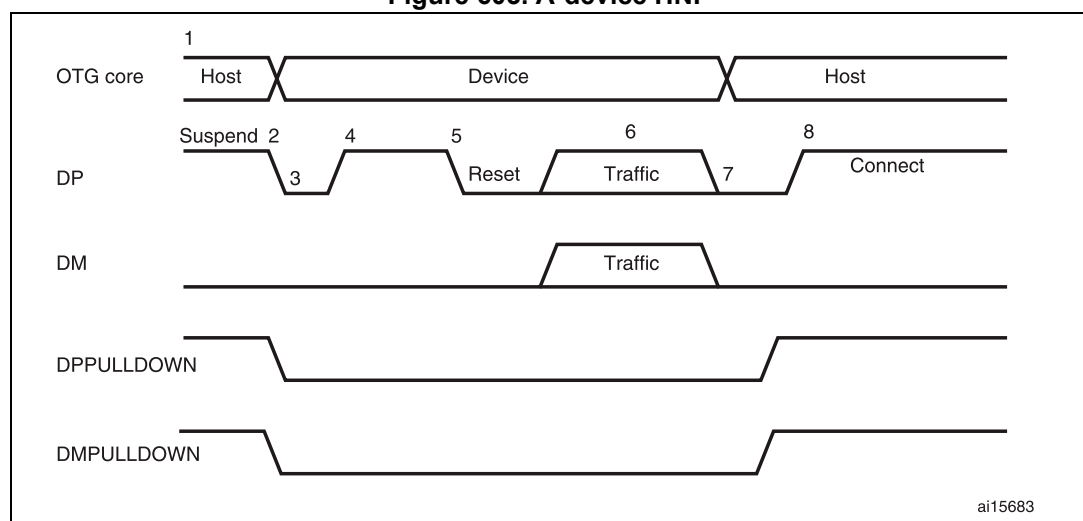 1
OTG core Host Device Host
Suspend 2 4 5 6 8
DP 3 Reset Traffic 7 Connect
DM Traffic
DPPULLDOWN
DMPULLDOWN
ai15683